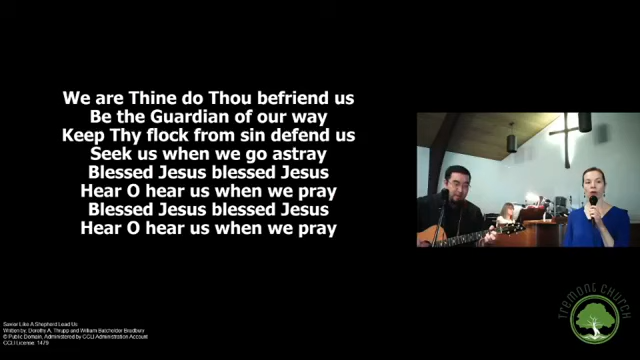 We are Thine do Thou befriend us
Be the Guardian of our way
Keep Thy flock from sin defend us
Seek us when we go astray
Blessed Jesus blessed Jesus
Hear O hear us when we pray
Blessed Jesus blessed Jesus
Hear O hear us when we pray
Savior Like A Shepherd Lead Us
Written by, Dorothy A. Thrupp and William Batchelder Bradbury
© Public Domain, Administered by CCLI Administration Account
CCLI License: 1479
Tremont Church